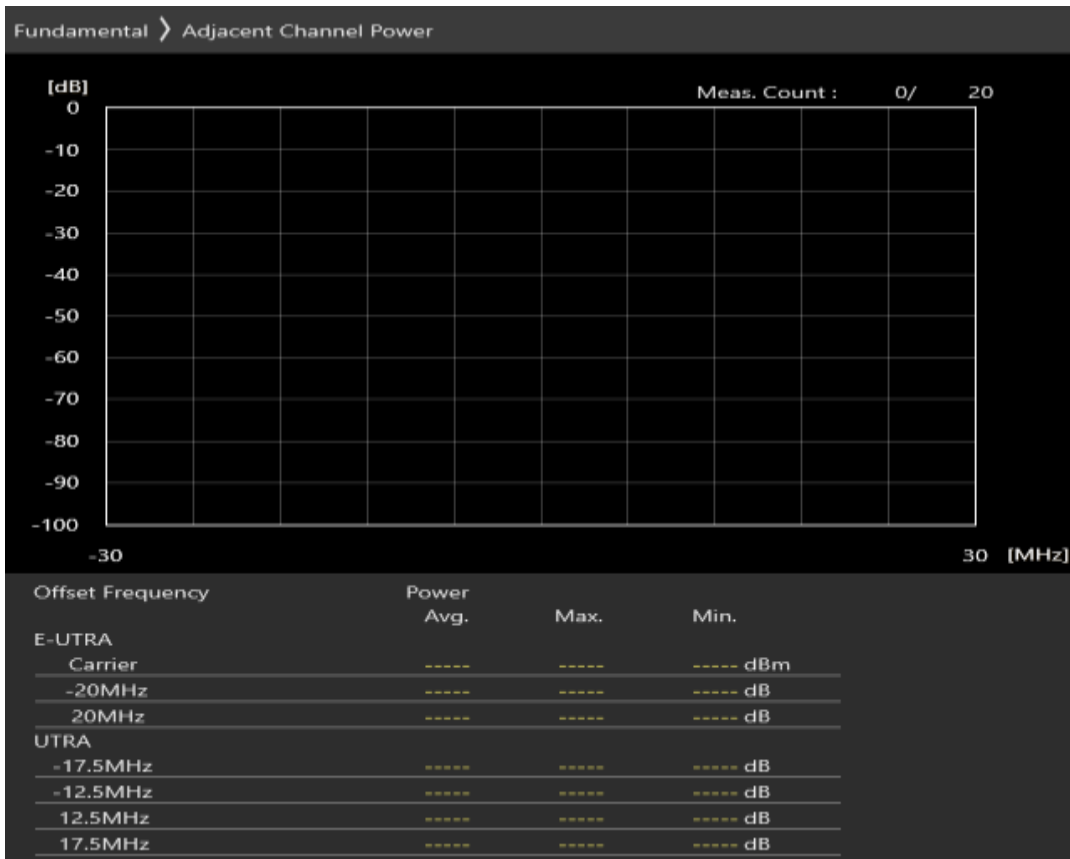 Fundamental 〉 Adjacent Channel Power
[dB]
Meas. Count : 0/ 20
0
-10
-20
-30
-40
-50
-60
-70
-80
-90
-100
-30 30 [MHz]
Offset Frequency Power
Avg. Max. Min.
E-UTRA
Carrier ----- ----- ----- dBm
-20MHz ----- ----- ----- dB
20MHz ----- ----- ----- dB
UTRA
-17.5MHz ----- ----- ----- dB
-12.5MHz ----- ----- ----- dB
12.5MHz ----- ----- ----- dB
17.5MHz ----- ----- ----- dB